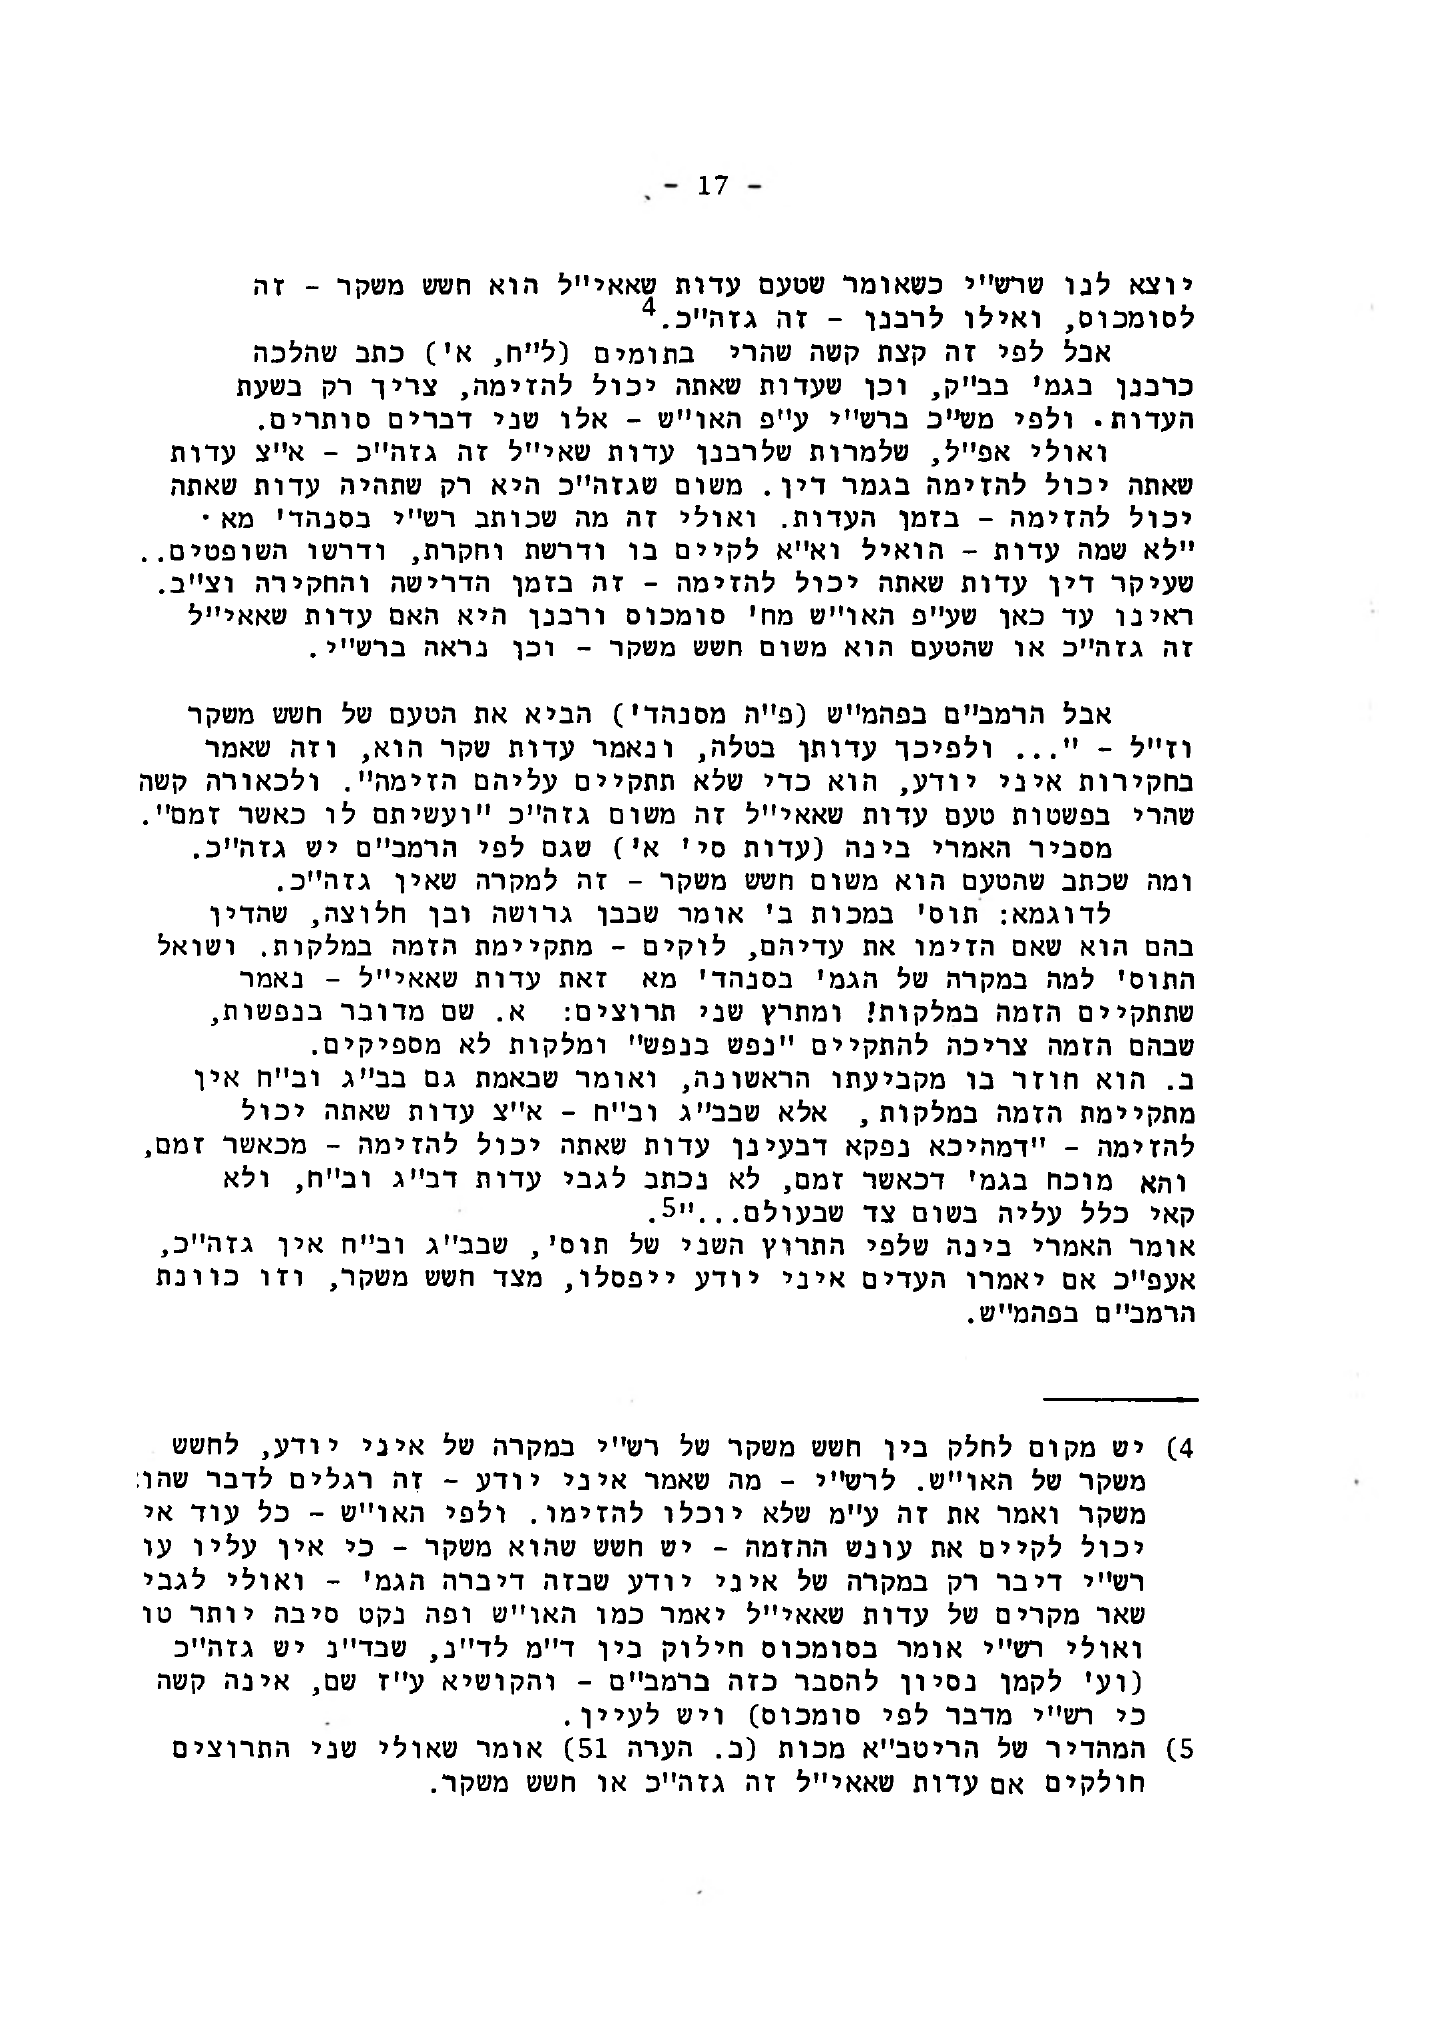 - 17 -
יוצא לנו שרש"י כשאומר שטעם עדות שאאי"ל הוא חשש משקר - זה
לסומכוס, ואילו לרבנן - זה גזה"כ.4
אבל לפי זה קצת קשה שהרי בתומים (ל"ח, א') כתב שהלכה
כרבנן בגמ' בב"ק, וכן שעדות שאתה יכול להזימה, צריך רק בשעת
העדות. ולפי מש"כ ברש"י ע"פ האו"ש - אלו שני דברים סותרים.
ואולי אפ"ל, שלמרות שלרבנן עדות שאי"ל זה גזה"כ - א"צ עדות
שאתה יכול להזימה בגמר דין. משום שגזה"כ היא רק שתהיה עדות שאתה
יכול להזימה - בזמן העדות. ואולי זה מה שכותב רש"י בסנהד' מא.
"לא שמה עדות - הואיל וא"א לקיים בו ודרשת וחקרת, ודרשו השופטים..
שעיקר דין עדות שאתה יכול להזימה - זה בזמן הדרישה והחקירה וצ"ב.
ראינו עד כאן שע"פ האו"ש מח' סומכוס ורבנן היא האם עדות שאאי"ל
זה גזה"כ או שהטעם הוא משום חשש משקר - וכן נראה ברש"י.
אבל הרמב"ם בפהמ"ש (פ"ה מסנהד') הביא את הטעם של חשש משקר
וז"ל - "... ולפיכך עדותן בטלה, ונאמר עדות שקר הוא, וזה שאמר
בחקירות איני יודע, הוא כדי שלא תתקיים עליהם הזימה". ולכאורה קשה
שהרי בפשטות טעם עדות שאאי"ל זה משום גזה"כ "ועשיתם לו כאשר זמם".
מסביר האמרי בינה (עדות סי' א') שגם לפי הרמב"ם יש גזה"כ.
ומה שכתב שהטעם הוא משום חשש משקר - זה למקרה שאין גזה"כ.
לדוגמא: תוס' במכות ב' אומר שבבן גרושה ובן חלוצה, שהדין
בהם הוא שאם הזימו את עדיהם, לוקים - מתקיימת הזמה במלקות. ושואל
התוס' למה במקרה של הגמ' בסנהד' מא זאת עדות שאאי"ל - נאמר
שתתקיים הזמה במלקות! ומתרץ שני תרוצים: א. שם מדובר בנפשות,
שבהם הזמה צריכה להתקיים "נפש בנפש" ומלקות לא מספיקים.
ב. הוא חוזר בו מקביעתו הראשונה, ואומר שבאמת גם בב"ג וב"ח אין
מתקיימת הזמה במלקות, אלא שבב"ג וב"ח - א"צ עדות שאתה יכול
להזימה - "דמהיכא נפקא דבעינן עדות שאתה יכול להזימה - מכאשר זמם,
והא מוכח בגמ' דכאשר זמם, לא נכתב לגבי עדות דב"ג וב"ח, ולא
קאי כלל עליה בשום צד שבעולם..."5.
אומר האמרי בינה שלפי התרוץ השני של תוס', שבב"ג וב"ח אין גזה"כ,
אעפ"כ אם יאמרו העדים איני יודע ייפסלו, מצד חשש משקר, וזו כוונת
הרמב"ם בפהמ"ש.
4) יש מקום לחלק בין חשש משקר של רש"י במקרה של איני יודע, לחשש
משקר של האו"ש. לרש"י - מה שאמר איני יודע - זה רגלים לדבר שהוא
משקר ואמר את זה ע"מ שלא יוכלו להזימו. ולפי האו"ש - כל עוד אי
יכול לקיים את עונש ההזמה - יש חשש שהוא משקר - כי אין עליו עו
רש"י דיבר רק במקרה של איני יודע שבזה דיברה הגמ' - ואולי לגבי
שאר מקרים של עדות שאאי"ל יאמר כמו האו"ש ופה נקט סיבה יותר טו
ואולי רש"י אומר בסומכוס חילוק בין ד"מ לד"נ, שבד"נ יש גזה"כ
(וע' לקמן נסיון להסבר כזה ברמב"ם - והקושיא ע"ז שם, אינה קשה
כי רש"י מדבר לפי סומכוס) ויש לעיין.
5) המהדיר של הריטב"א מכות (ב. הערה 51) אומר שאולי שני התרוצים
חולקים אם עדות שאאי"ל זה גזה"כ או חשש משקר.